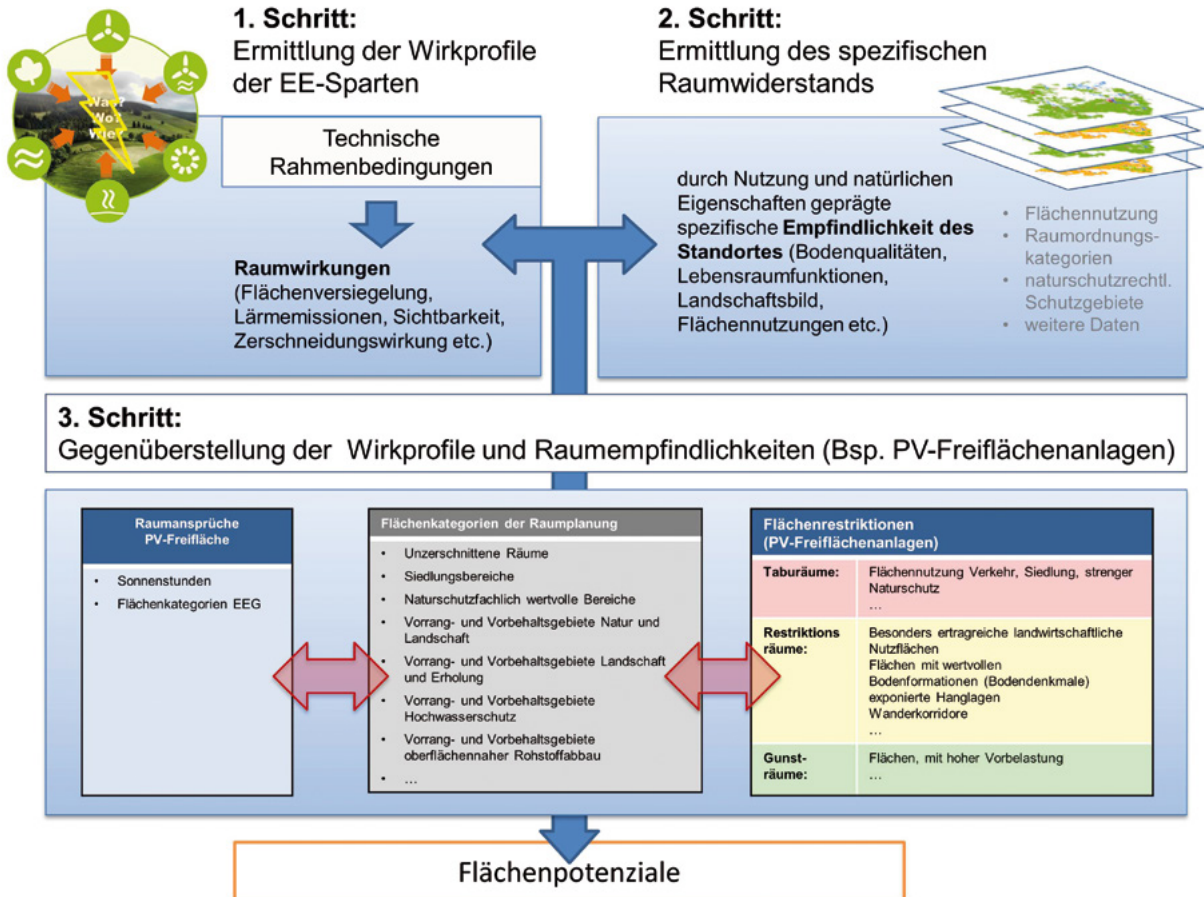 1. Schritt:
Ermittlung der Wirkprofile
der EE-Sparten
2. Schritt:
Ermittlung des spezifischen
Raumwiderstands
Was?
Wo?
Wie?
Technische
Rahmenbedingungen
Raumwirkungen
(Flächenversiegelung,
Lärmemissionen, Sichtbarkeit,
Zerschneidungswirkung etc.)
durch Nutzung und natürlichen
Eigenschaften geprägte
spezifische Empfindlichkeit des
Standortes (Bodenqualitäten,
Lebensraumfunktionen,
Landschaftsbild,
Flächennutzungen etc.)
• Flächennutzung
• Raumordnungs-
kategorien
• naturschutzrechtl.
Schutzgebiete
• weitere Daten
3. Schritt:
Gegenüberstellung der Wirkprofile und Raumempfindlichkeiten (Bsp. PV-Freiflächenanlagen)
Raumansprüche
PV-Freifläche
• Sonnenstunden
• Flächenkategorien EEG
Flächenkategorien der Raumplanung
• Unzerschnittene Räume
• Siedlungsbereiche
• Naturschutzfachlich wertvolle Bereiche
• Vorrang- und Vorbehaltsgebiete Natur und
Landschaft
• Vorrang- und Vorbehaltsgebiete Landschaft
und Erholung
• Vorrang- und Vorbehaltsgebiete
Hochwasserschutz
• Vorrang- und Vorbehaltsgebiete
oberflächennaher Rohstoffabbau
• ...
Flächenrestriktionen
(PV-Freiflächenanlagen)
Taburäume:
Flächennutzung Verkehr, Siedlung, strenger
Naturschutz
...
Restriktions
räume:
Besonders ertragreiche landwirtschaftliche
Nutzflächen
Flächen mit wertvollen
Bodenformationen (Bodendenkmale)
exponierte Hanglagen
Wanderkorridore
...
Gunst-
räume:
Flächen, mit hoher Vorbelastung
...
Flächenpotenziale